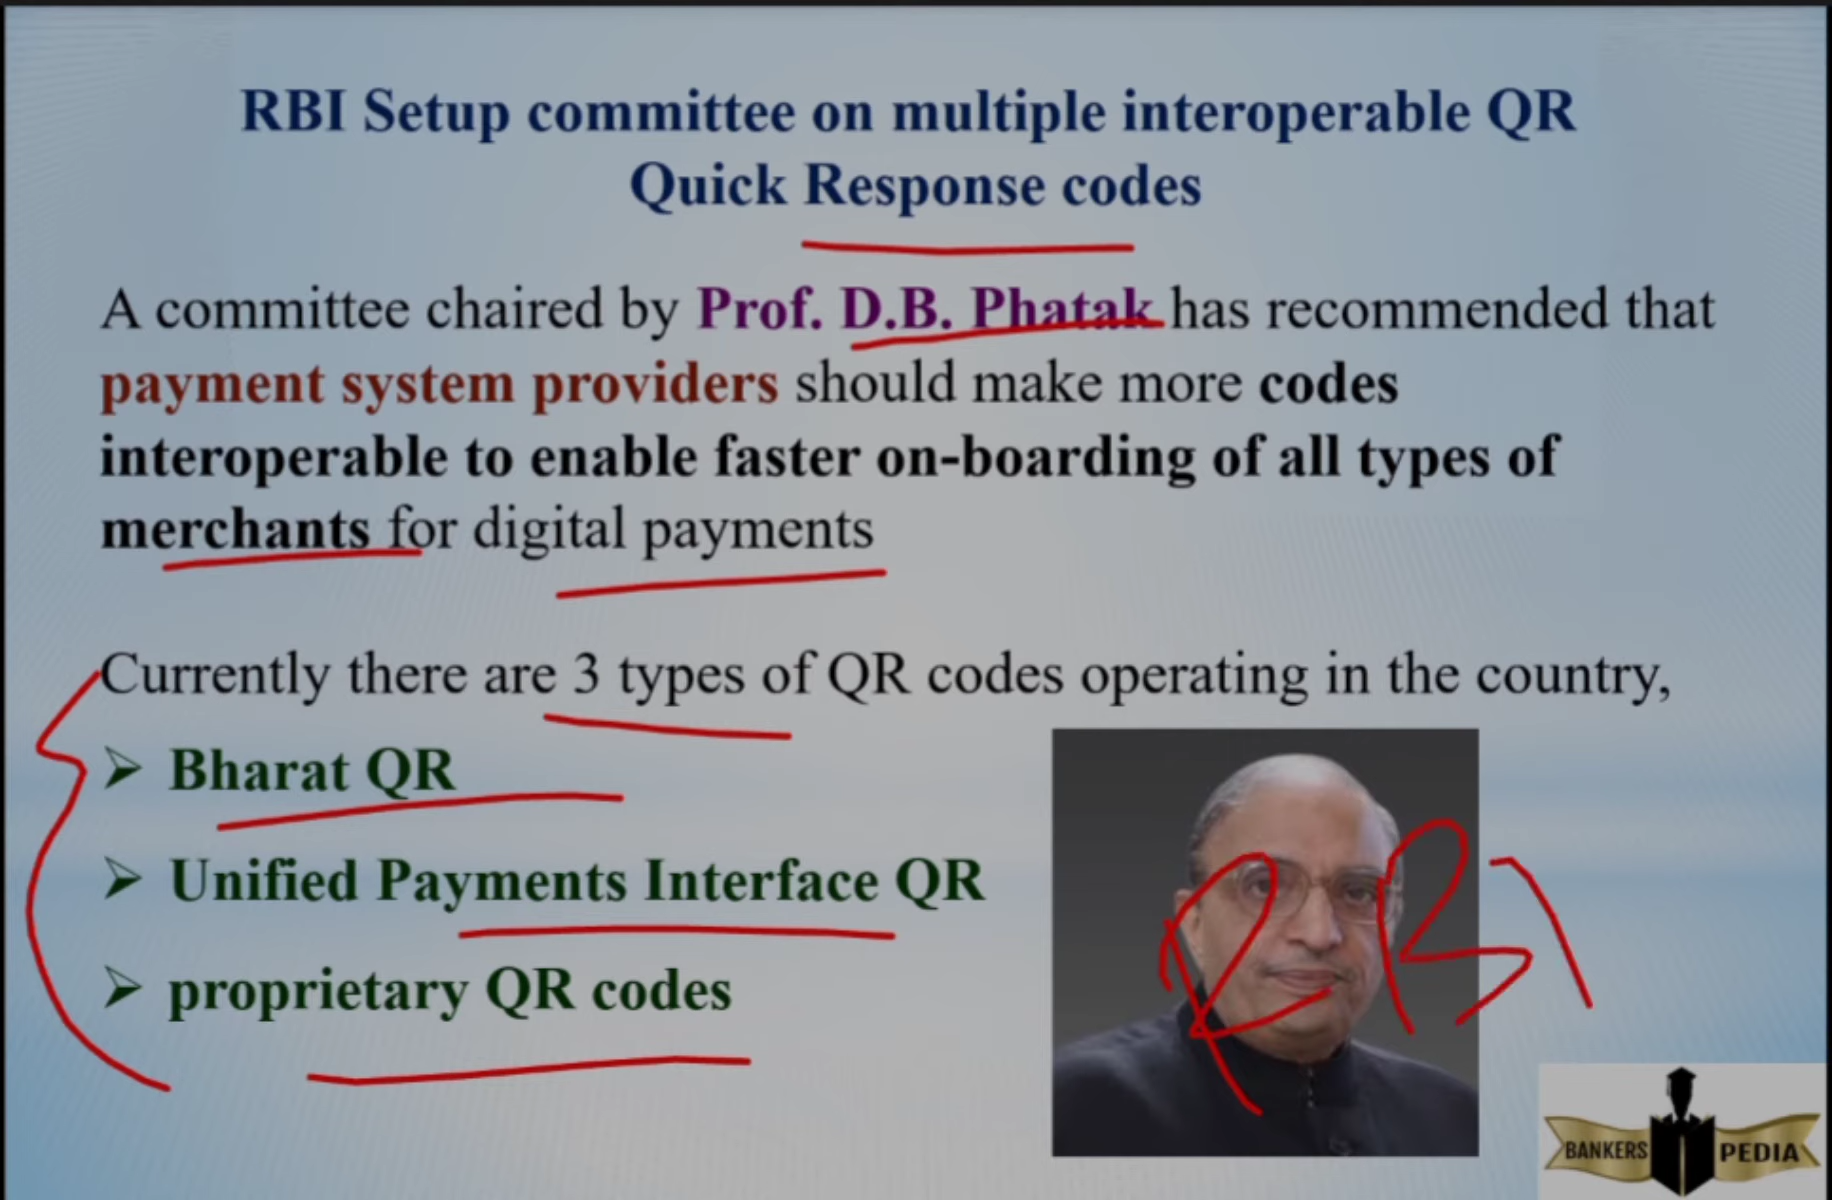 RBI Setup committee on multiple interoperable QR
Quick Response codes
A committee chaired by Prof. D.B. Phatak has recommended that
payment system providers should make more codes
interoperable to enable faster on-boarding of all types of
merchants for digital payments
Currently there are 3 types of QR codes operating in the country,
➢ Bharat QR
➢ Unified Payments Interface QR
➢ proprietary QR codes
RBI
BANKERS PEDIA